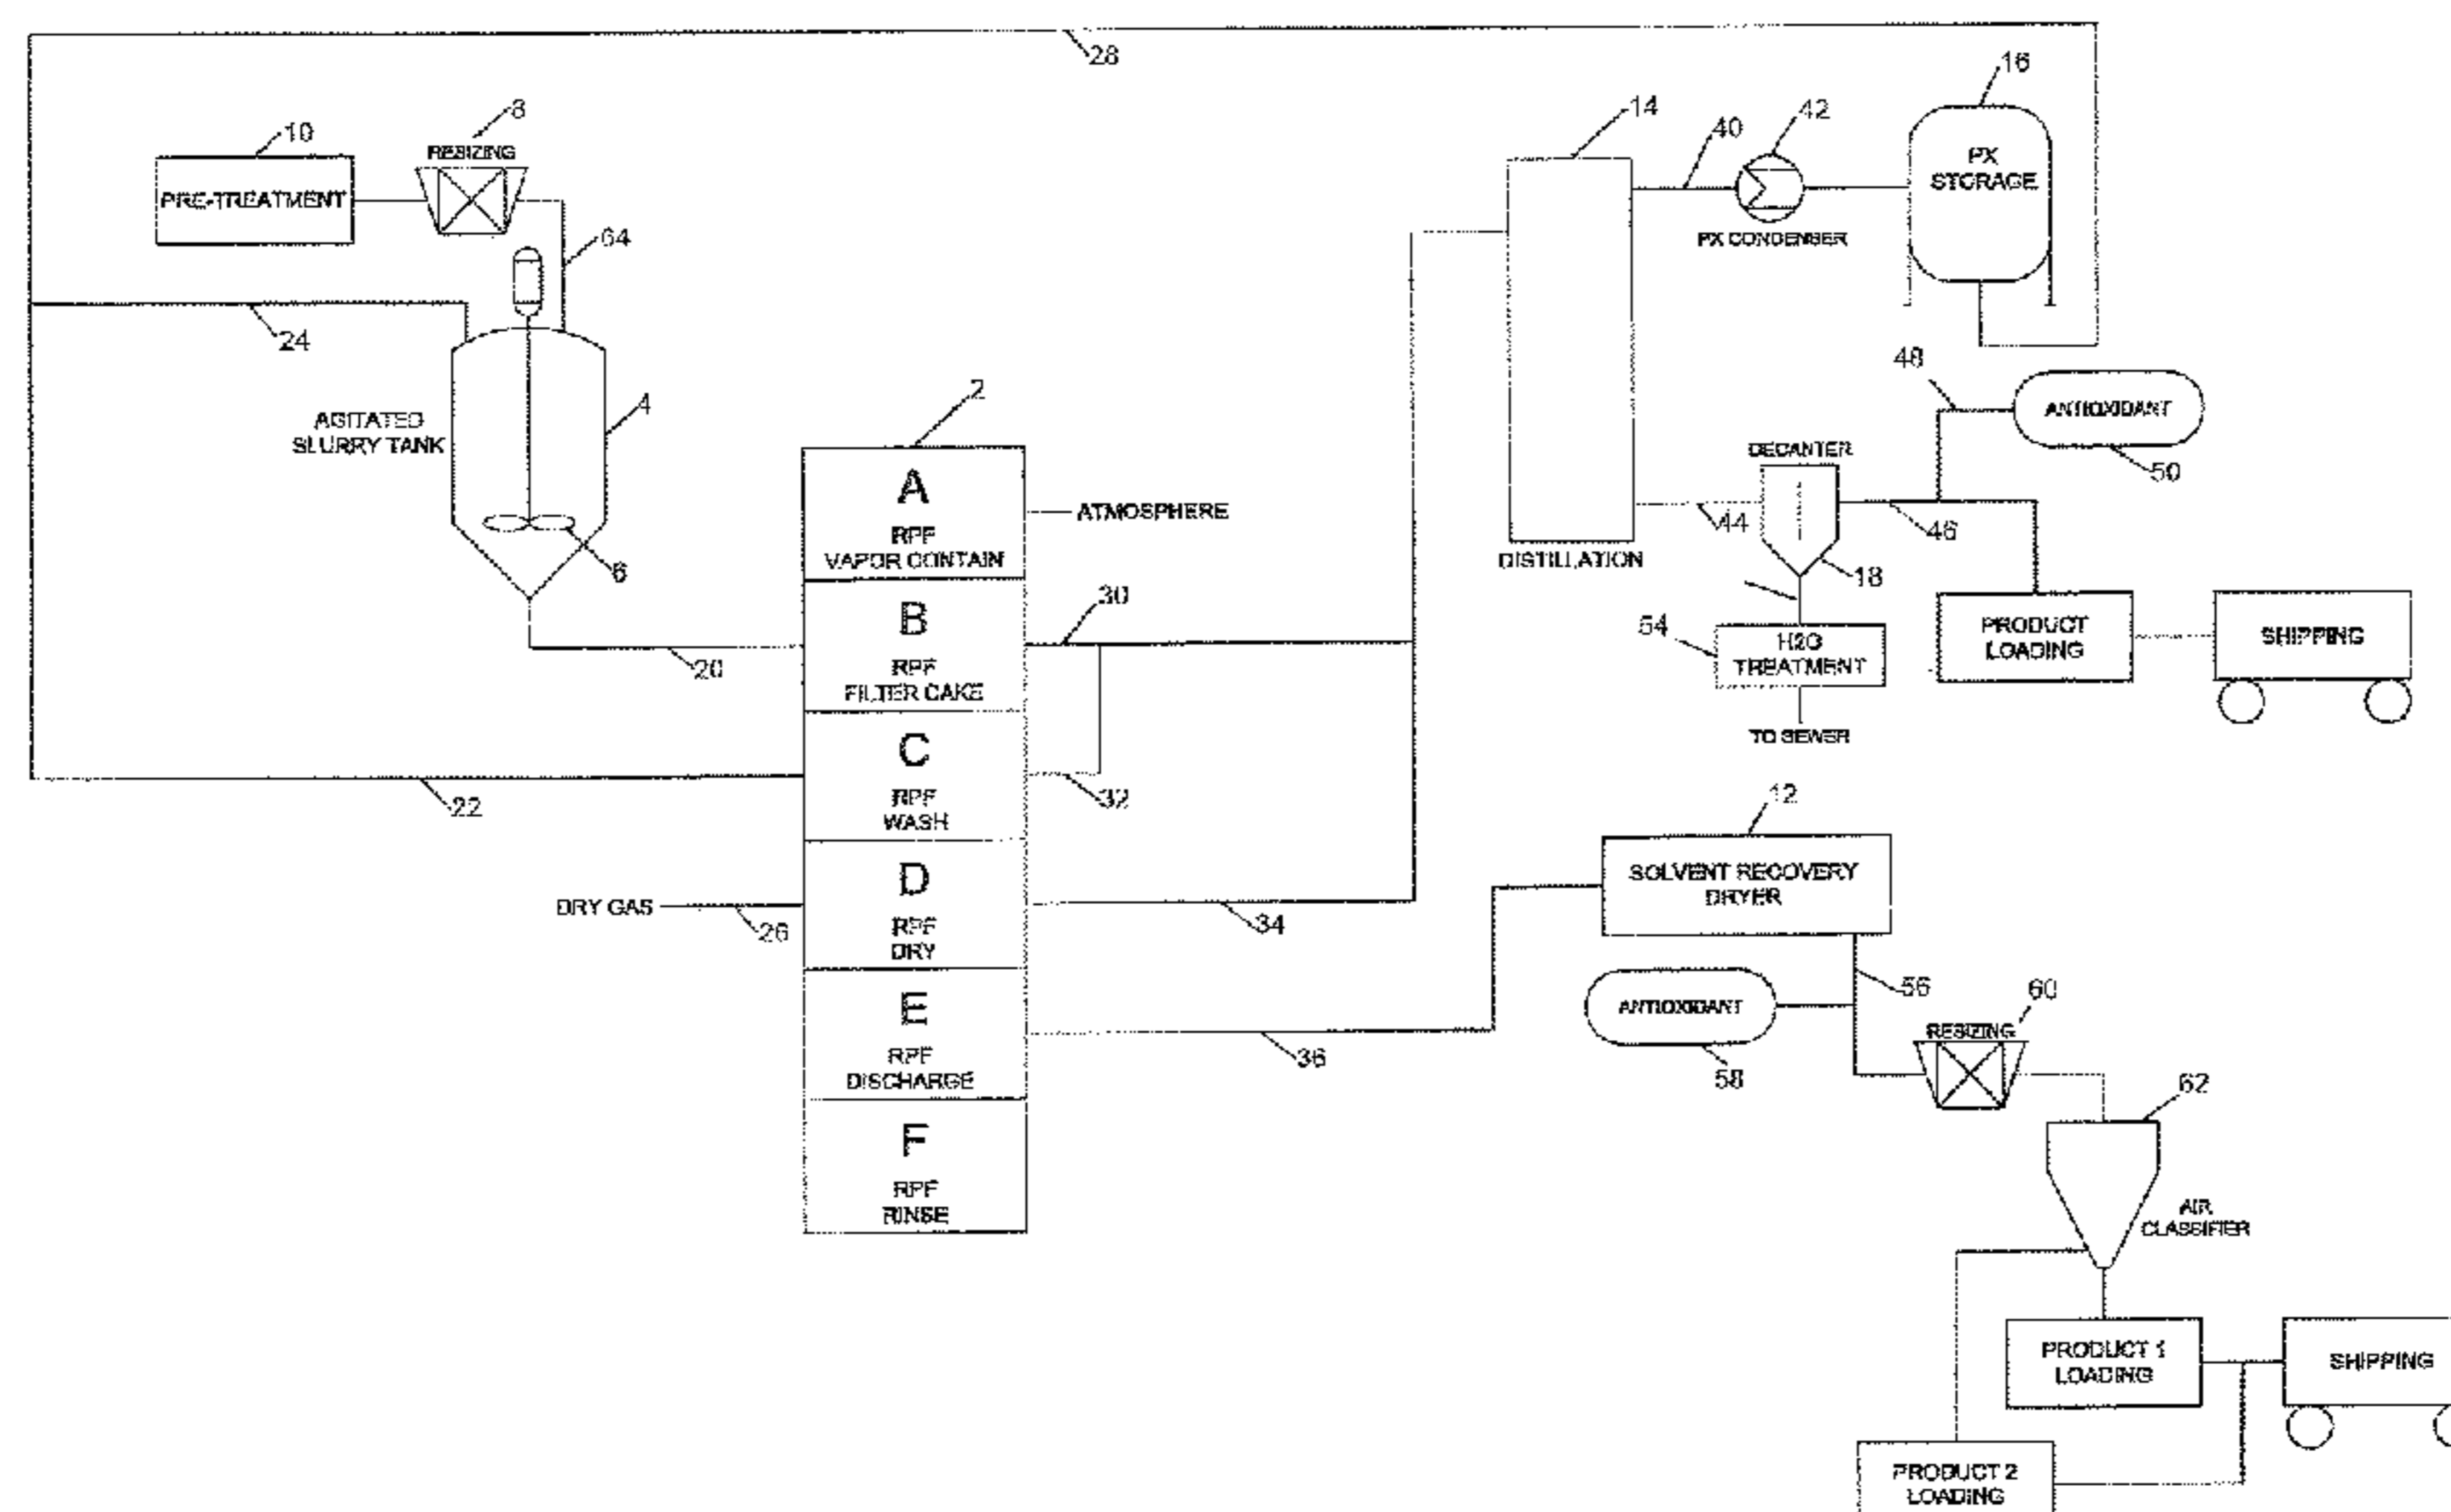 28
16
8
14
42
10
40
RESIZING
PX
STORAGE
PRE-TREATMENT
64
PX CONDENSER
24
48
2
4
ANTIOXIDANT
AGITATED
SLURRY TANK
DECANTER
50
A
ATMOSPHERE
44
46
RPF
VAPOR CONTAIN
DISTILLATION
6
18
30
B
54
H2O
TREATMENT
PRODUCT
LOADING
SHIPPING
20
RPF
FILTER CAKE
TO SEWER
C
22
32
12
RPF
WASH
SOLVENT RECOVERY
DRYER
D
DRY GAS
26
34
RPF
DRY
56
60
E
ANTIOXIDANT
RESIZING
36
RPF
DISCHARGE
58
62
F
RPF
RINSE
AIR
CLASSIFIER
PRODUCT 1
LOADING
SHIPPING
PRODUCT 2
LOADING